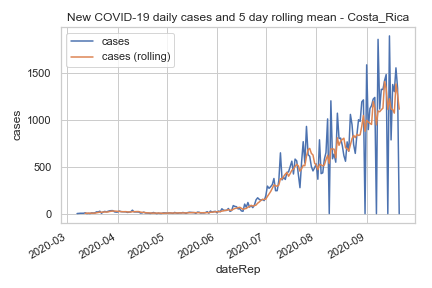 New COVID-19 daily cases and 5 day rolling mean - Costa_Rica
cases
cases (rolling)
1500
1000
500
0
cases
2020-03
2020-04
2020-05
2020-06
2020-07
2020-08
2020-09
dateRep